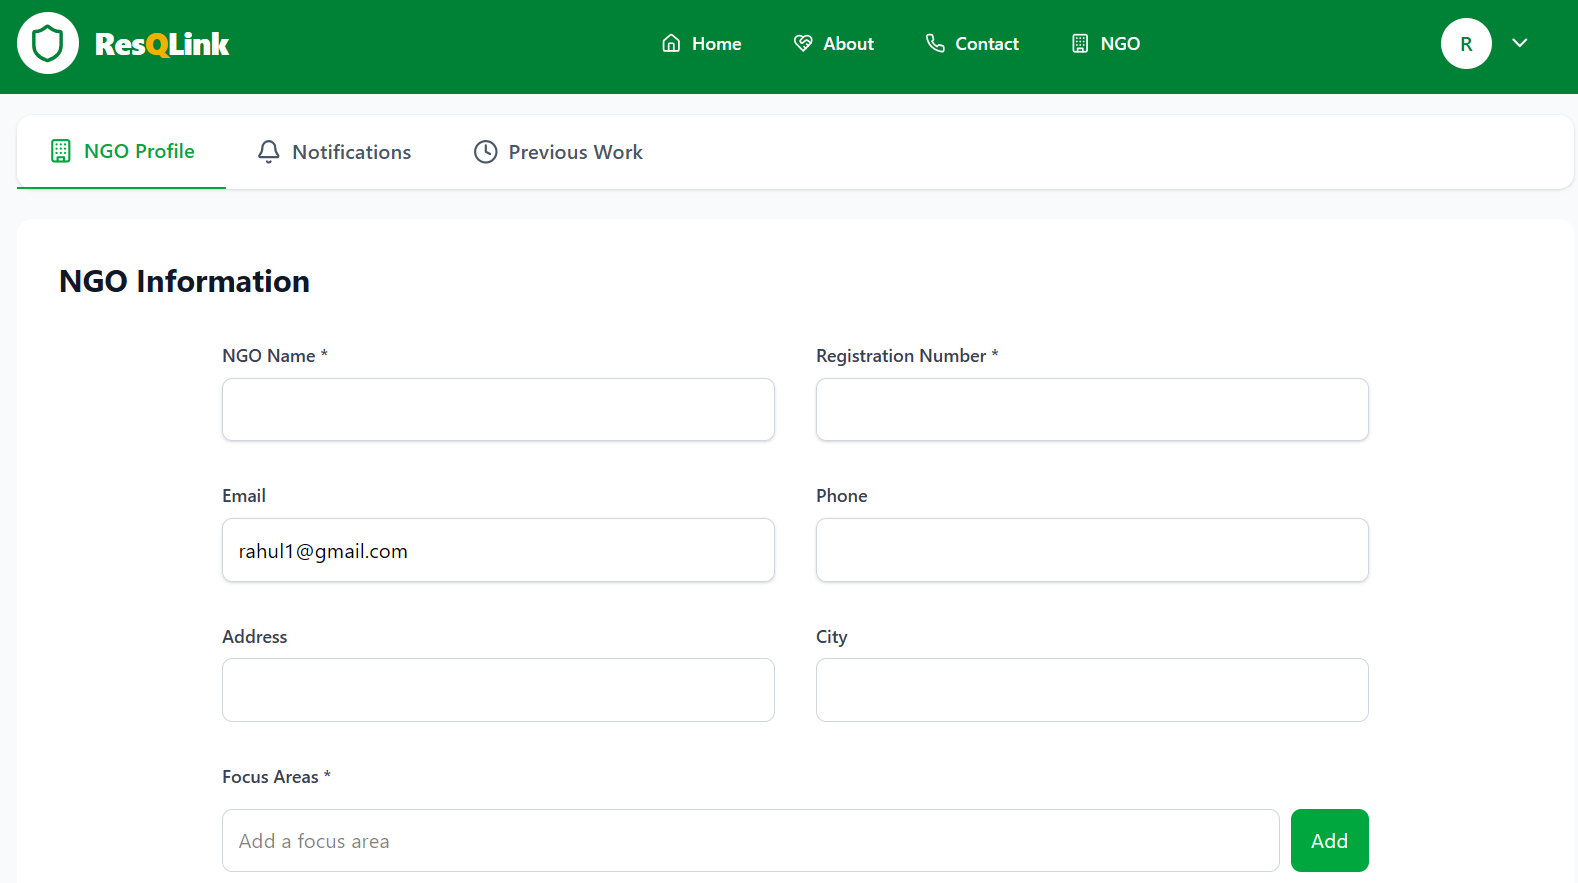 ResQLink Home About Contact NGO R
NGO Profile Notifications Previous Work
NGO Information
NGO Name * Registration Number *
Email Phone
rahul1@gmail.com
Address City
Focus Areas *
Add a focus area Add